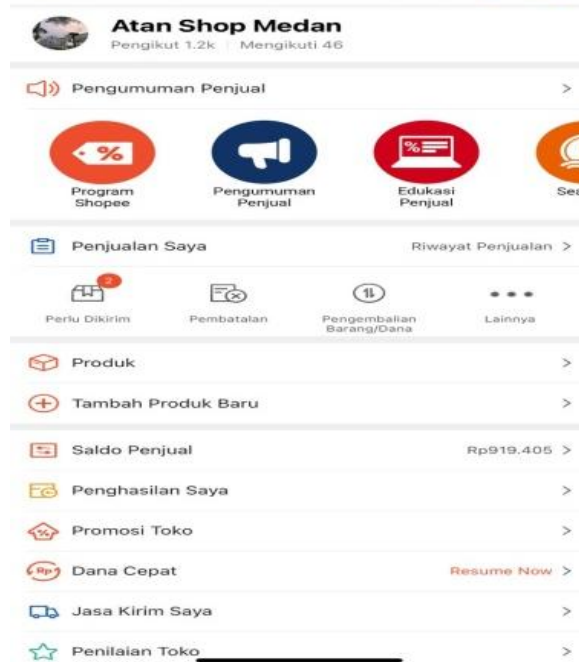 Atan Shop Medan
Pengikut 1.2k | Mengikuti 46
Pengumuman Penjual >
%
%
Program
Shopee
Pengumuman
Penjual
Edukasi
Penjual
Penjualan Saya Riwayat Penjualan >
2
Perlu Dikirim
Pembatalan
Pengembalian
Barang/Dana
Lainnya
Produk >
Tambah Produk Baru >
Saldo Penjual Rp919.405 >
Penghasilan Saya >
Promosi Toko >
Rp
Dana Cepat Resume Now >
Jasa Kirim Saya >
Penilaian Toko >